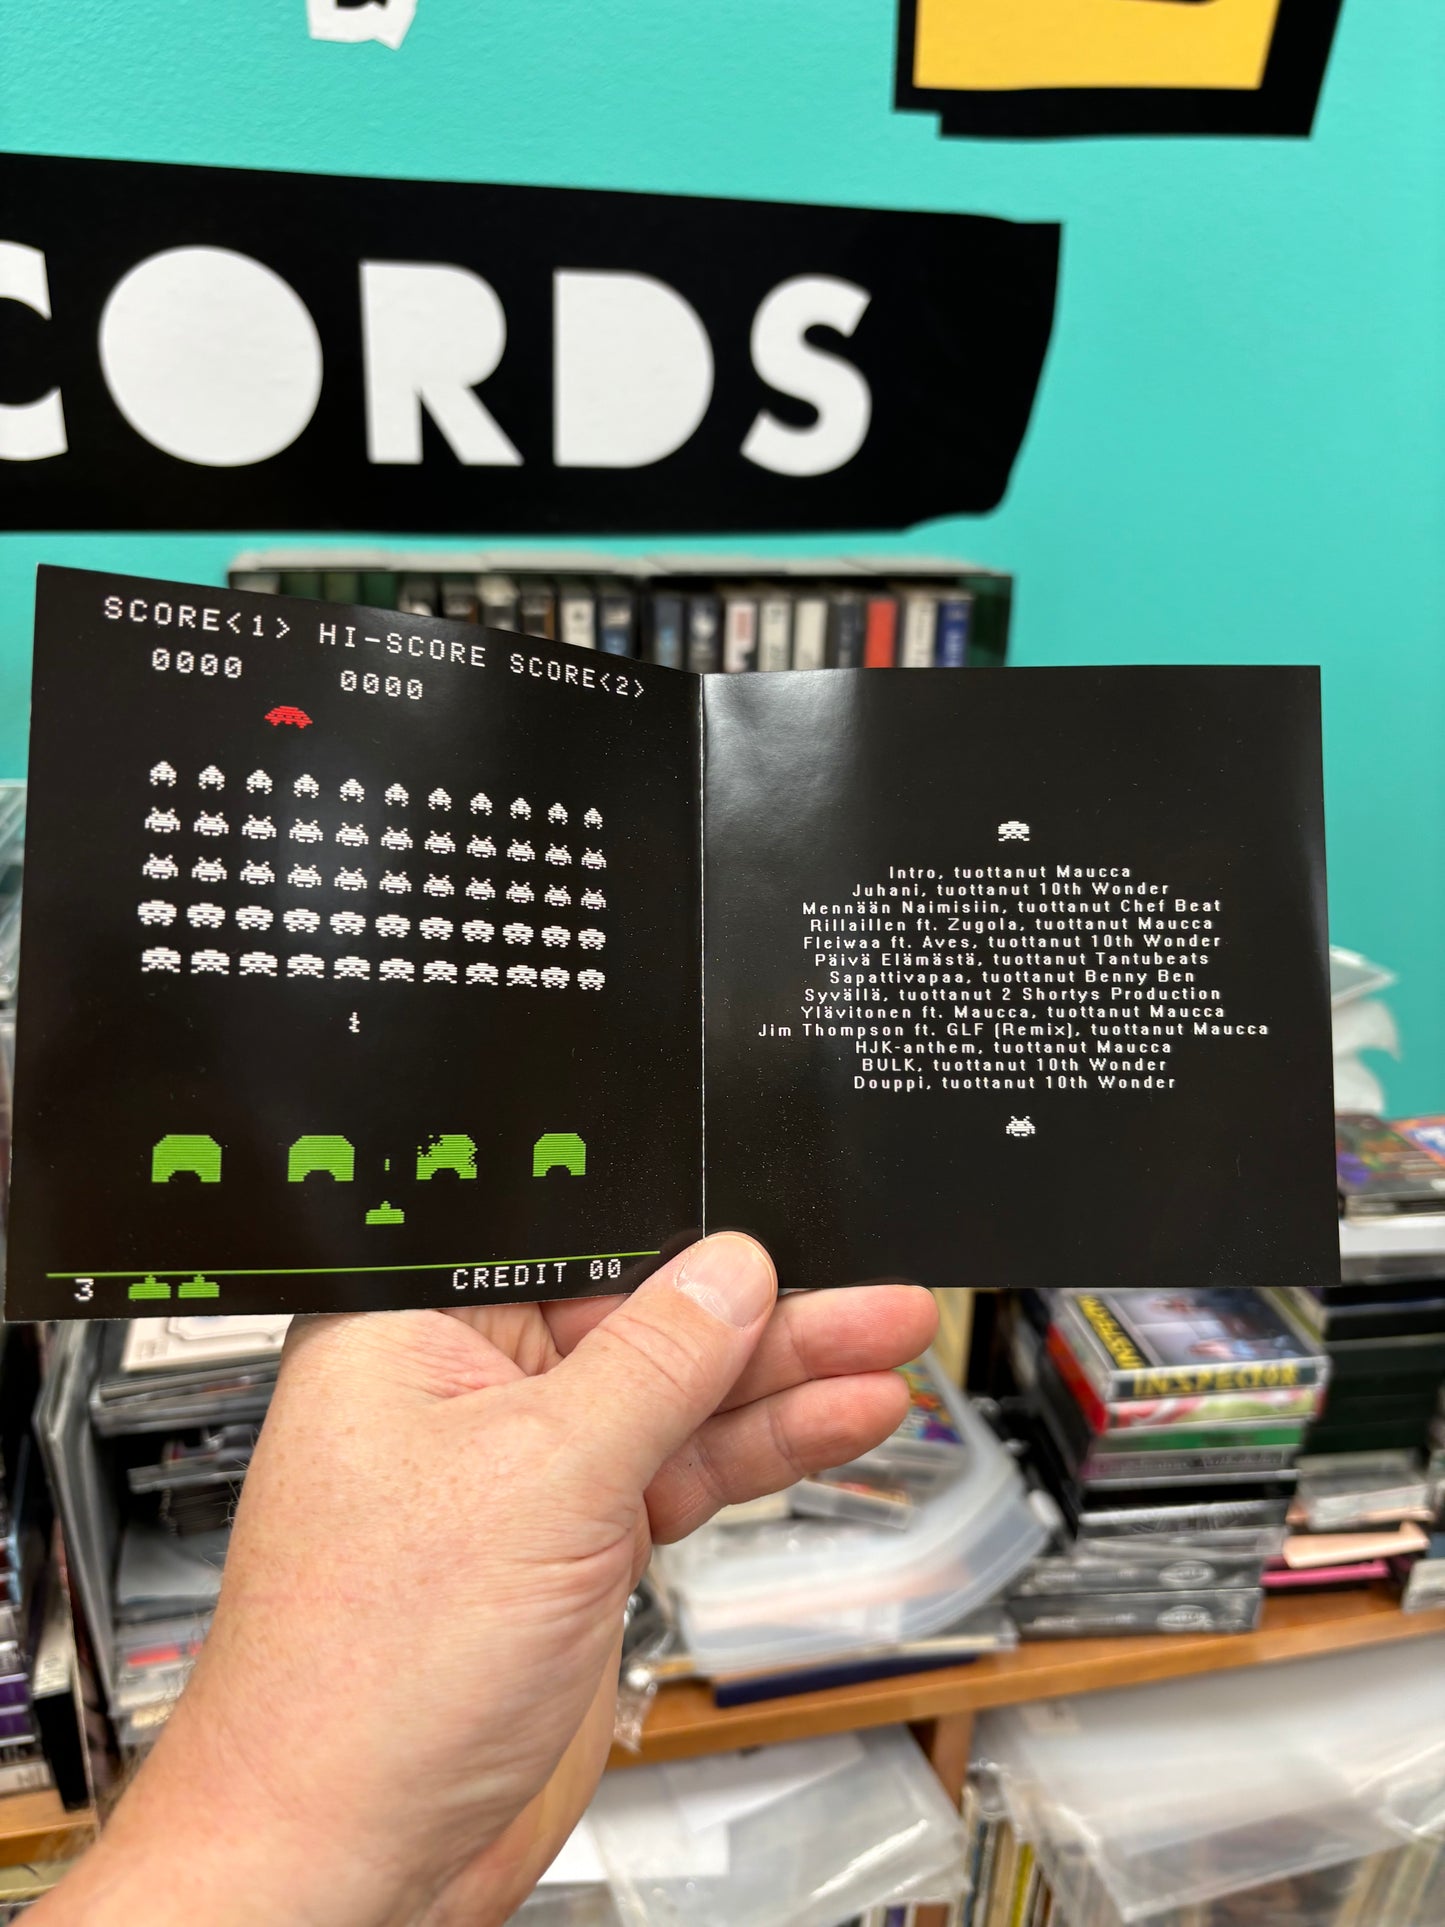 CORDS
SCORE<1> HI-SCORE SCORE<2>
0000 0000
3 CREDIT 00
Intro, tuottanut Maucca
Juhani, tuottanut 10th Wonder
Mennään Naimisiin, tuottanut Chef Beat
Rillaillen ft. Zugola, tuottanut Maucca
Fleiwaa ft. Aves, tuottanut 10th Wonder
Päivä Elämästä, tuottanut Tantubeats
Sapattivapaa, tuottanut Benny Ben
Syvällä, tuottanut 2 Shortys Production
Ylävitonen ft. Maucca, tuottanut Maucca
Jim Thompson ft. GLF (Remix), tuottanut Maucca
HJK-anthem, tuottanut Maucca
BULK, tuottanut 10th Wonder
Douppi, tuottanut 10th Wonder
INSPECTOR